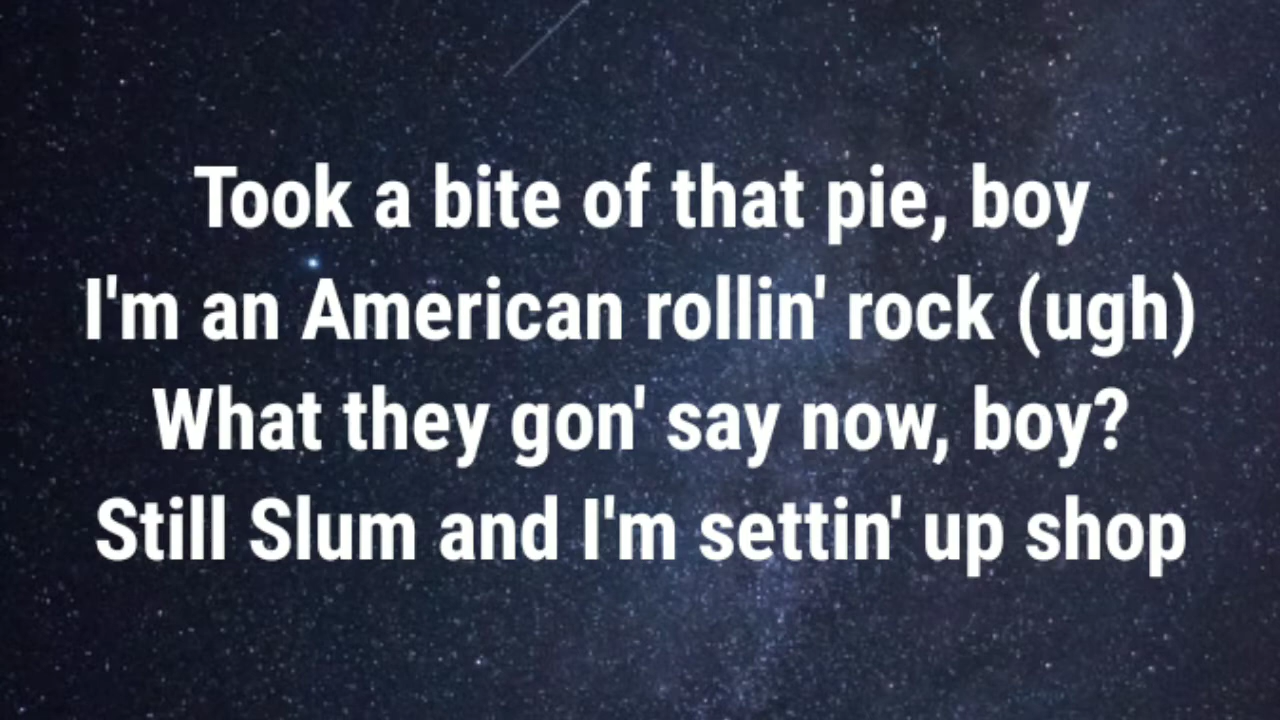 Took a bite of that pie, boy
I'm an American rollin' rock (ugh)
What they gon' say now, boy?
Still Slum and I'm settin' up shop